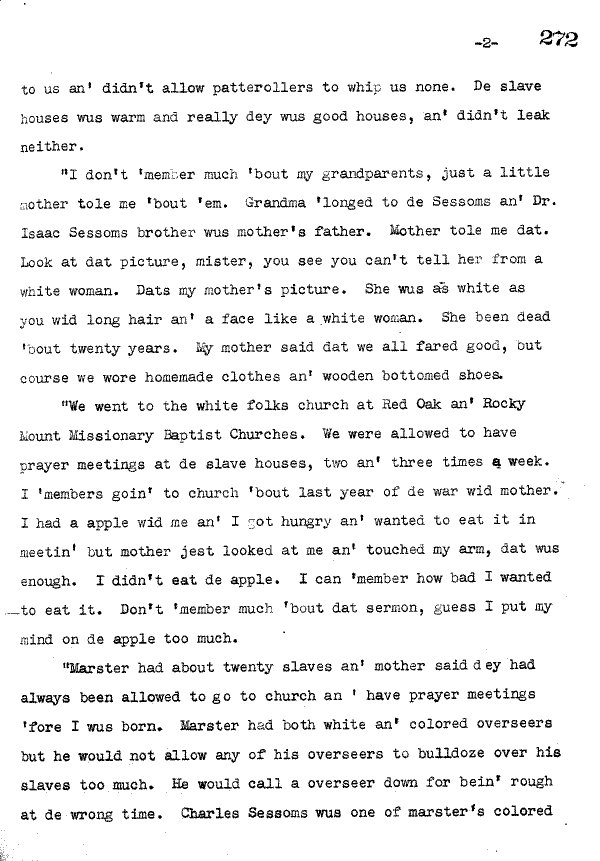 -2- 272
to us an' didn't allow patterollers to whip us none. De slave
houses wus warm and really dey wus good houses, an' didn't leak
neither.
"I don't 'member much 'bout my grandparents, just a little
mother tole me 'bout 'em. Grandma 'longed to de Sessoms an' Dr.
Isaac Sessoms brother wus mother's father. Mother tole me dat.
Look at dat picture, mister, you see you can't tell her from a
white woman. Dats my mother's picture. She wus as white as
you wid long hair an' a face like a white woman. She been dead
'bout twenty years. My mother said dat we all fared good, but
course we wore homemade clothes an' wooden bottomed shoes.
"We went to the white folks church at Red Oak an' Rocky
Mount Missionary Baptist Churches. We were allowed to have
prayer meetings at de slave houses, two an' three times a week.
I 'members goin' to church 'bout last year of de war wid mother.
I had a apple wid me an' I got hungry an' wanted to eat it in
meetin' but mother jest looked at me an' touched my arm, dat wus
enough. I didn't eat de apple. I can 'member how bad I wanted
to eat it. Don't 'member much 'bout dat sermon, guess I put my
mind on de apple too much.
"Marster had about twenty slaves an' mother said dey had
always been allowed to go to church an ' have prayer meetings
'fore I wus born. Marster had both white an' colored overseers
but he would not allow any of his overseers to bulldoze over his
slaves too much. He would call a overseer down for bein' rough
at de wrong time. Charles Sessoms wus one of marster's colored